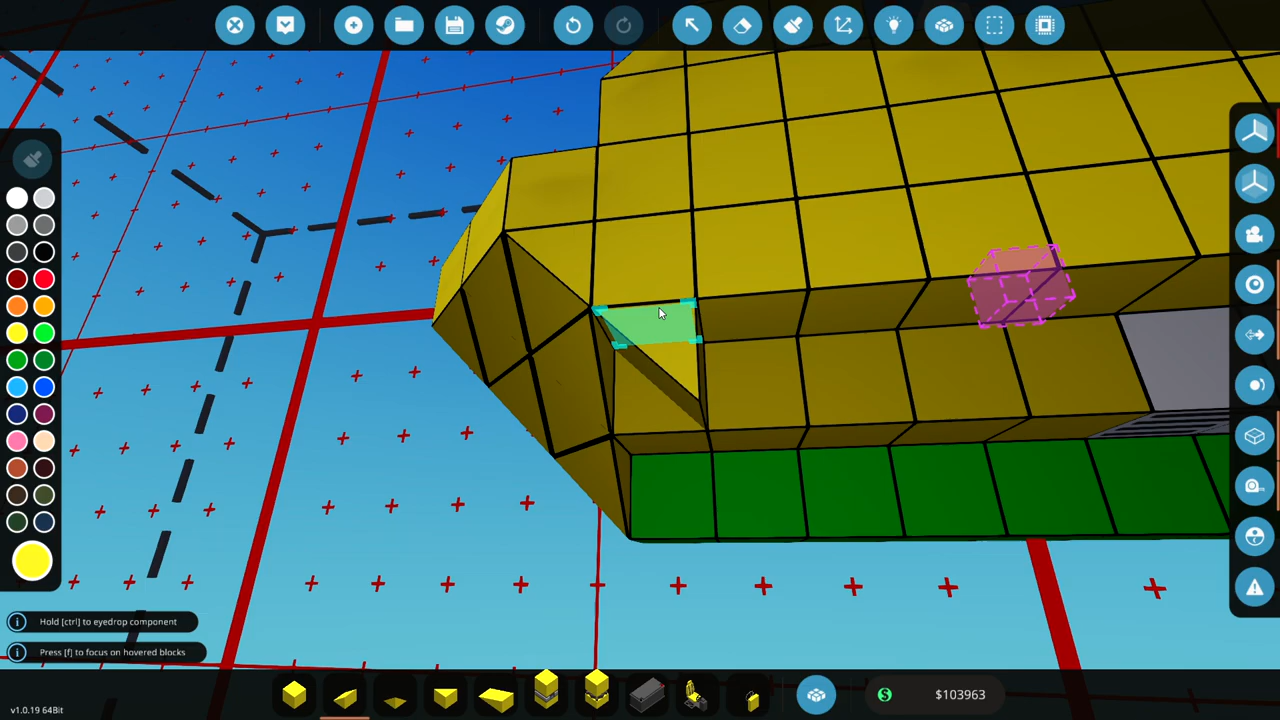 Hold [ctrl] to eyedrop component
Press [f] to focus on hovered blocks
v1.0.19 64Bit
$ $103963